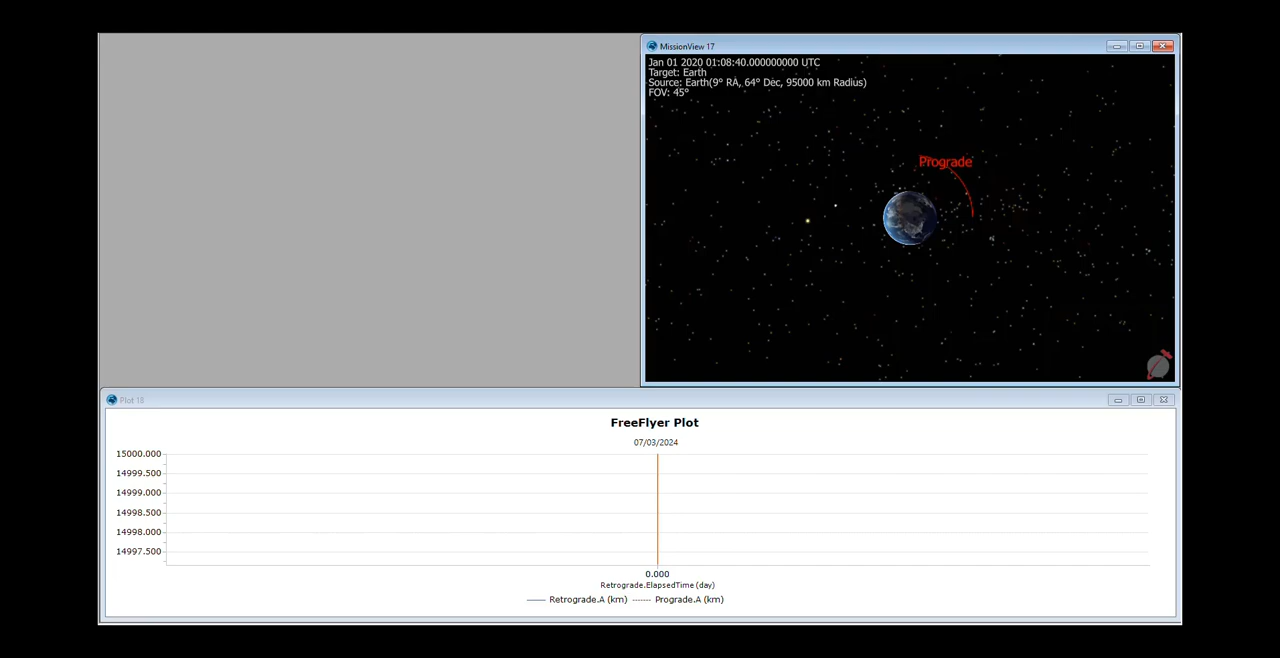 MissionView 17
Jan 01 2020 01:08:40.000000000 UTC
Target: Earth
Source: Earth(9° RA, 64° Dec, 95000 km Radius)
FOV: 45°
Prograde
Plot 18
FreeFlyer Plot
07/03/2024
15000.000
14999.500
14999.000
14998.500
14998.000
14997.500
0.000
Retrograde.ElapsedTime (day)
Retrograde.A (km) Prograde.A (km)